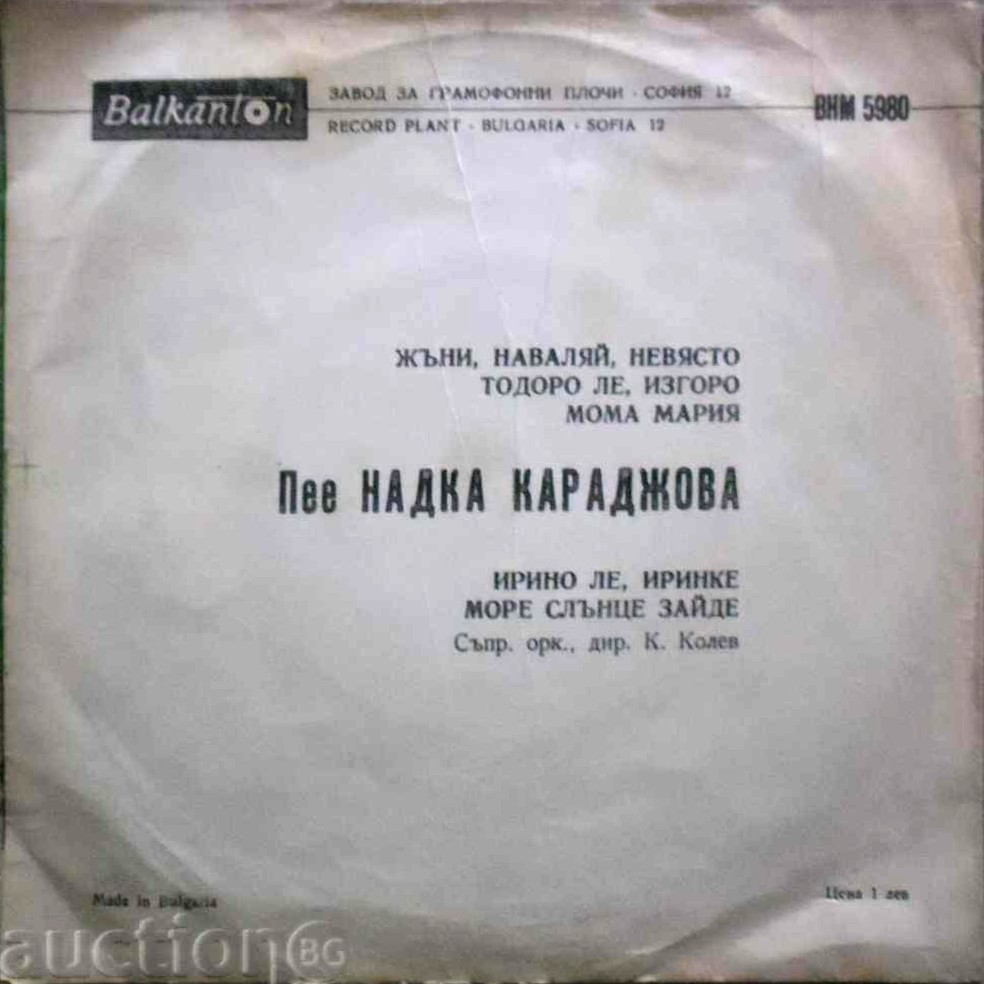 Balkanton
ЗАВОД ЗА ГРАМОФОННИ ПЛОЧИ · СОФИЯ 12
RECORD PLANT · BULGARIA · SOFIA 12
ВНМ 5980
ЖЪНИ, НАВАЛЯЙ, НЕВЯСТО
ТОДОРО ЛЕ, ИЗГОРО
МОМА МАРИЯ
Пее НАДКА КАРАДЖОВА
ИРИНО ЛЕ, ИРИНКЕ
МОРЕ СЛЪНЦЕ ЗАЙДЕ
Съпр. орк., дир. К. Колев
Made in Bulgaria
Цена 1 лев
auction BG